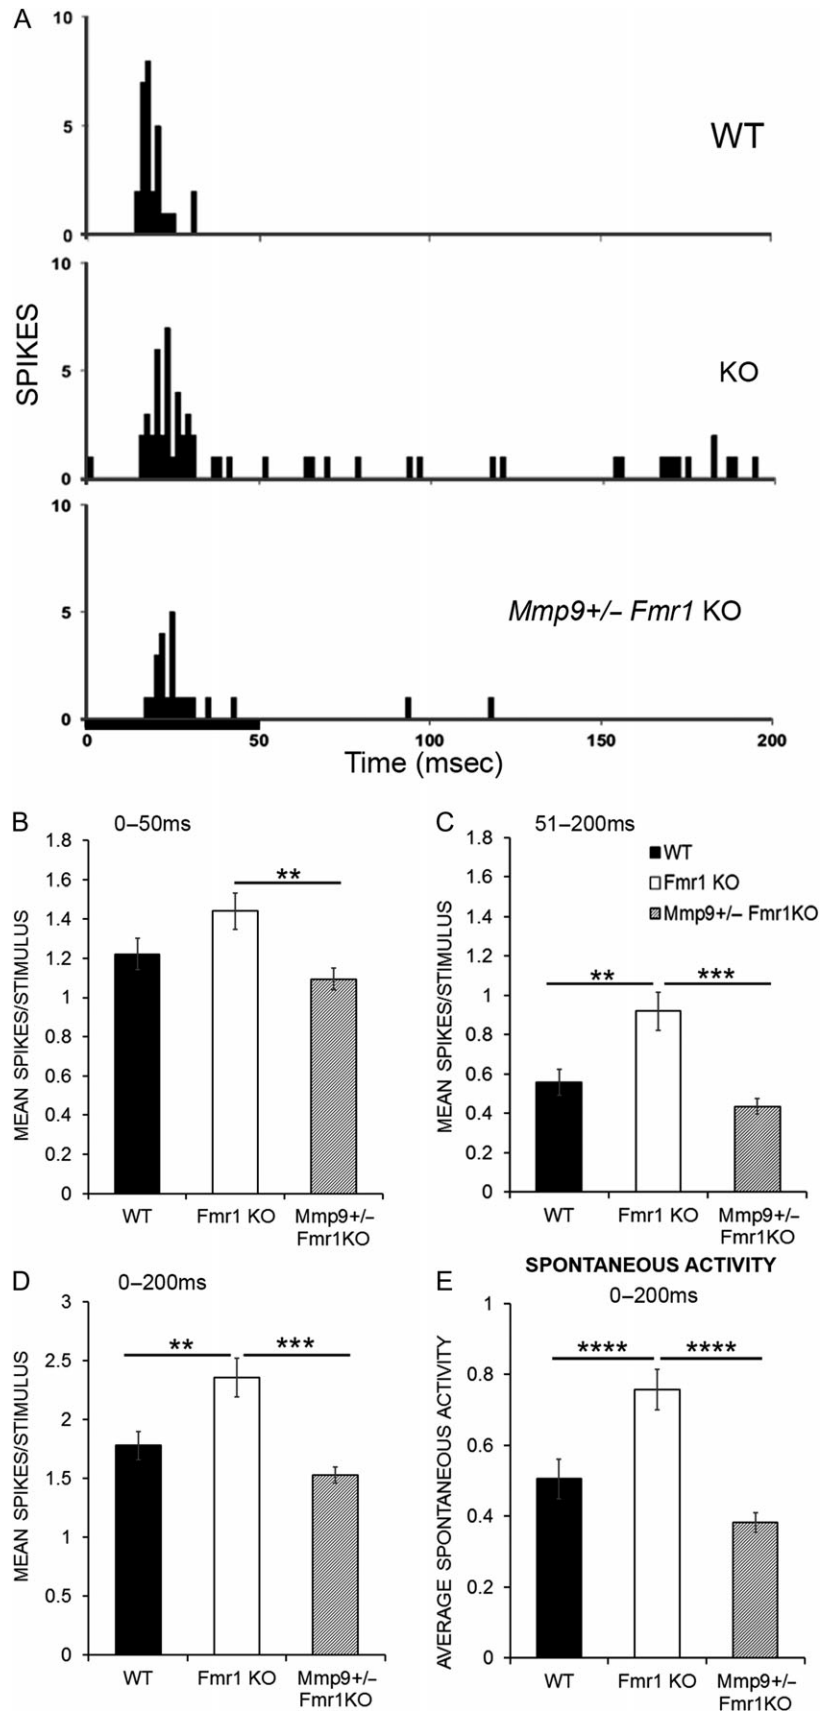 A
10
5
0
WT
10
5
0
KO
10
5
0
Mmp9+/– Fmr1 KO
SPIKES
0 50 100 150 200
Time (msec)
B
0–50ms
MEAN SPIKES/STIMULUS
1.8
1.6
1.4
1.2
1
0.8
0.6
0.4
0.2
0
**
WT Fmr1 KO Mmp9+/–
Fmr1KO
C
51–200ms
MEAN SPIKES/STIMULUS
1.8
1.6
1.4
1.2
1
0.8
0.6
0.4
0.2
0
WT
Fmr1 KO
Mmp9+/– Fmr1KO
** ***
WT Fmr1 KO Mmp9+/–
Fmr1KO
D
0–200ms
MEAN SPIKES/STIMULUS
3
2.5
2
1.5
1
0.5
0
** ***
WT Fmr1 KO Mmp9+/–
Fmr1KO
SPONTANEOUS ACTIVITY
E
0–200ms
AVERAGE SPONTANEOUS ACTIVITY
1
0.8
0.6
0.4
0.2
0
**** ****
WT Fmr1 KO Mmp9+/–
Fmr1KO